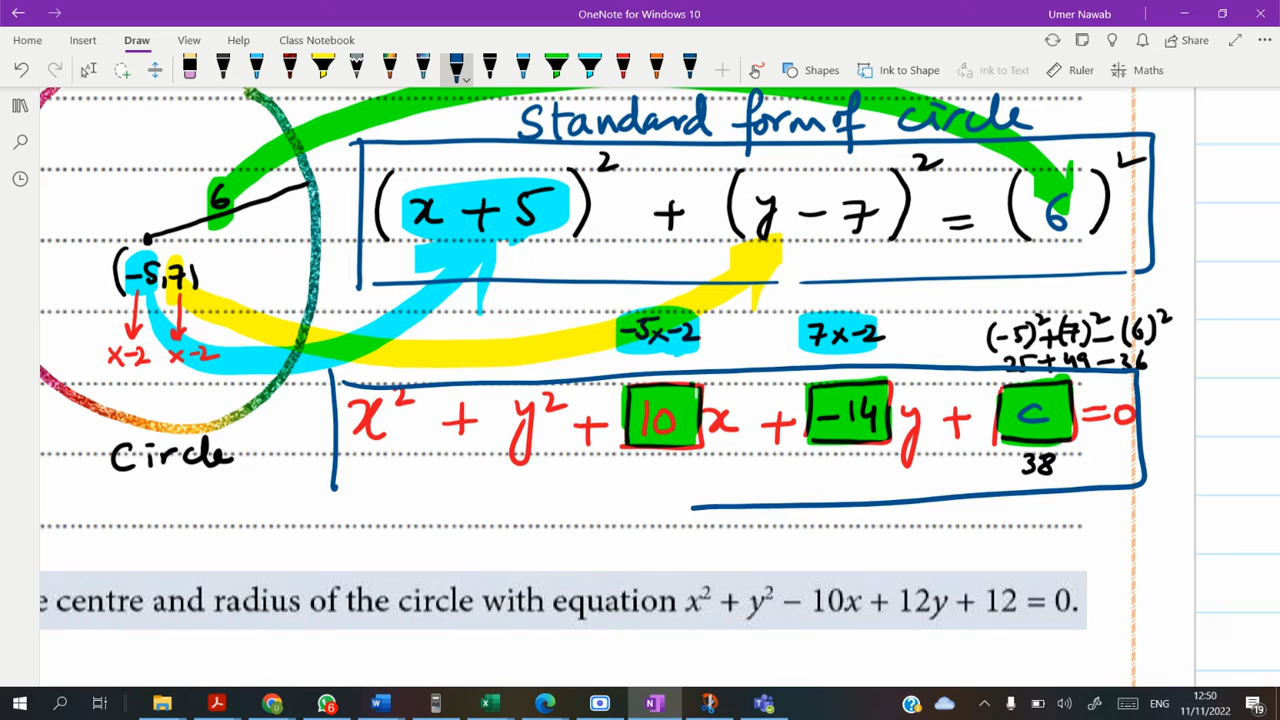 OneNote for Windows 10
Umer Nawab
Home Insert Draw View Help Class Notebook
Share
Shapes Ink to Shape Ink to Text Ruler Maths
Standard form of circle
6
(x + 5)² + (y − 7)² = (6)²
(-5,7)
x-2 x-2
-5x-2 7x-2 (-5)²+(7)²-(6)²
25+49-36
x² + y² + 10x + -14y + c =0
38
Circle
e centre and radius of the circle with equation x² + y² − 10x + 12y + 12 = 0.
6
ENG
12:50
11/11/2022
19